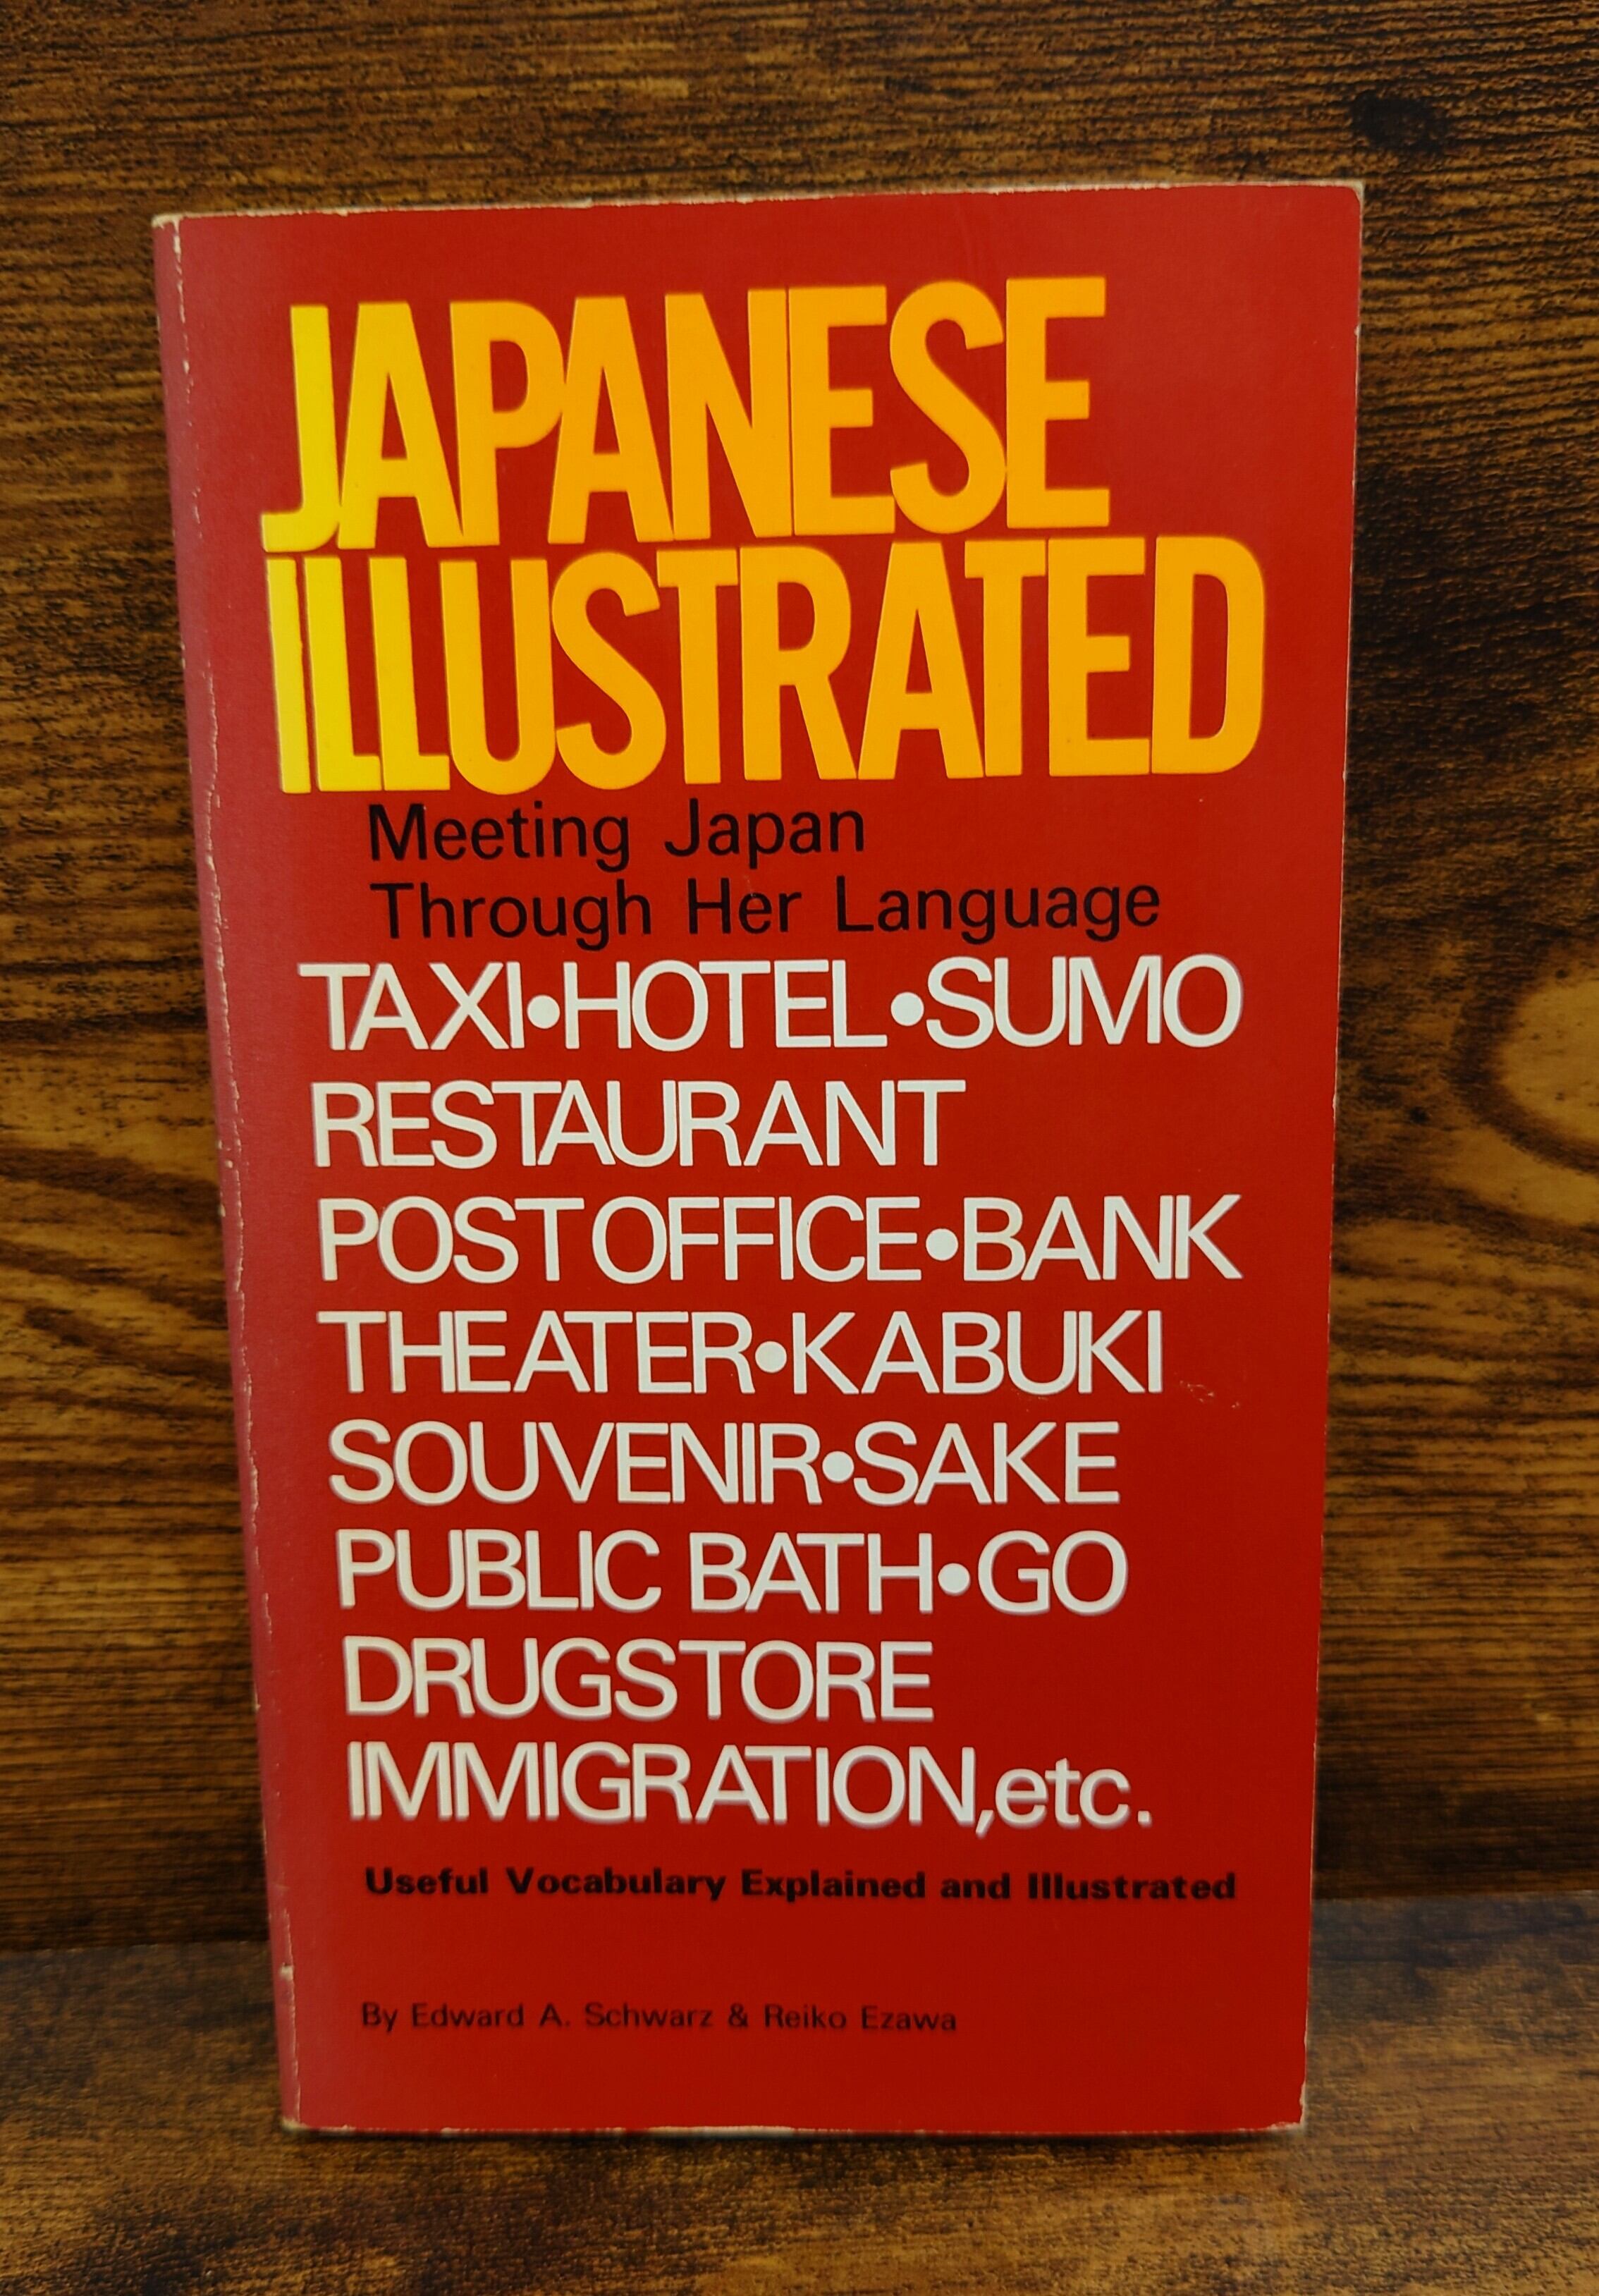 JAPANESE
ILLUSTRATED
Meeting Japan
Through Her Language
TAXI•HOTEL•SUMO
RESTAURANT
POST OFFICE•BANK
THEATER•KABUKI
SOUVENIR•SAKE
PUBLIC BATH•GO
DRUGSTORE
IMMIGRATION,etc.
Useful Vocabulary Explained and Illustrated
By Edward A. Schwarz & Reiko Ezawa